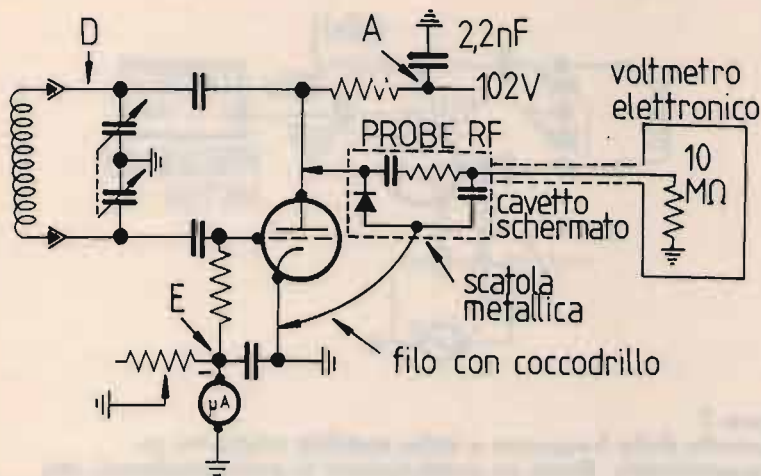 D
A
2,2nF
102V
voltmetro
elettronico
PROBE RF
10
MΩ
cavetto
schermato
scatola
metallica
E
filo con coccodrillo
-
µA